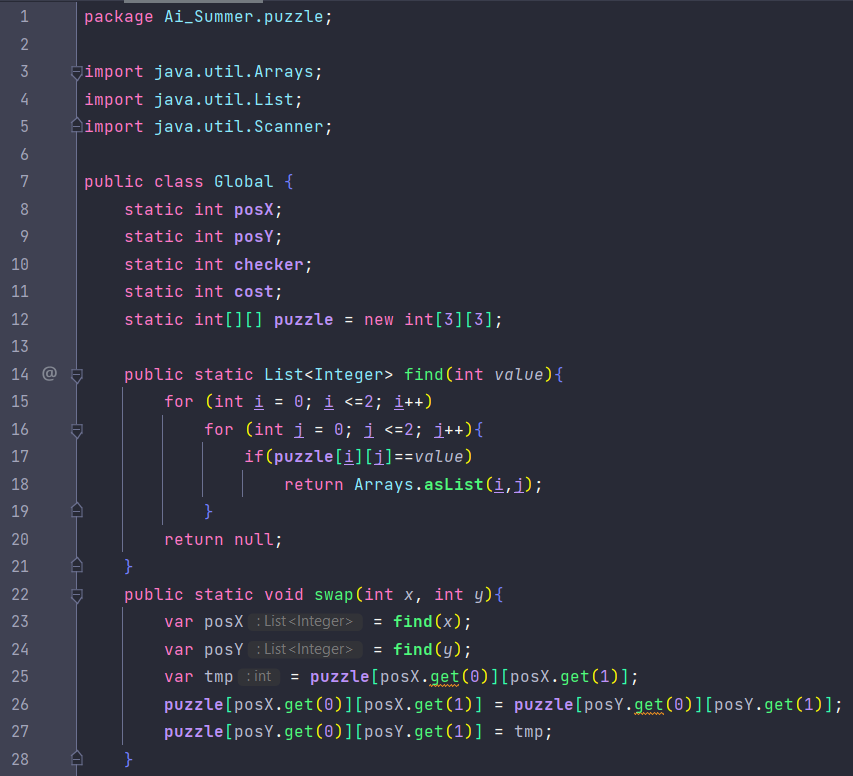 1 package Ai_Summer.puzzle;
2
3 import java.util.Arrays;
4 import java.util.List;
5 import java.util.Scanner;
6
7 public class Global {
8     static int posX;
9     static int posY;
10     static int checker;
11     static int cost;
12     static int[][] puzzle = new int[3][3];
13
14 @     public static List<Integer> find(int value){
15         for (int i = 0; i <=2; i++)
16             for (int j = 0; j <=2; j++){
17                 if(puzzle[i][j]==value)
18                     return Arrays.asList(i,j);
19             }
20         return null;
21     }
22     public static void swap(int x, int y){
23         var posX : List<Integer> = find(x);
24         var posY : List<Integer> = find(y);
25         var tmp : int = puzzle[posX.get(0)][posX.get(1)];
26         puzzle[posX.get(0)][posX.get(1)] = puzzle[posY.get(0)][posY.get(1)];
27         puzzle[posY.get(0)][posY.get(1)] = tmp;
28     }